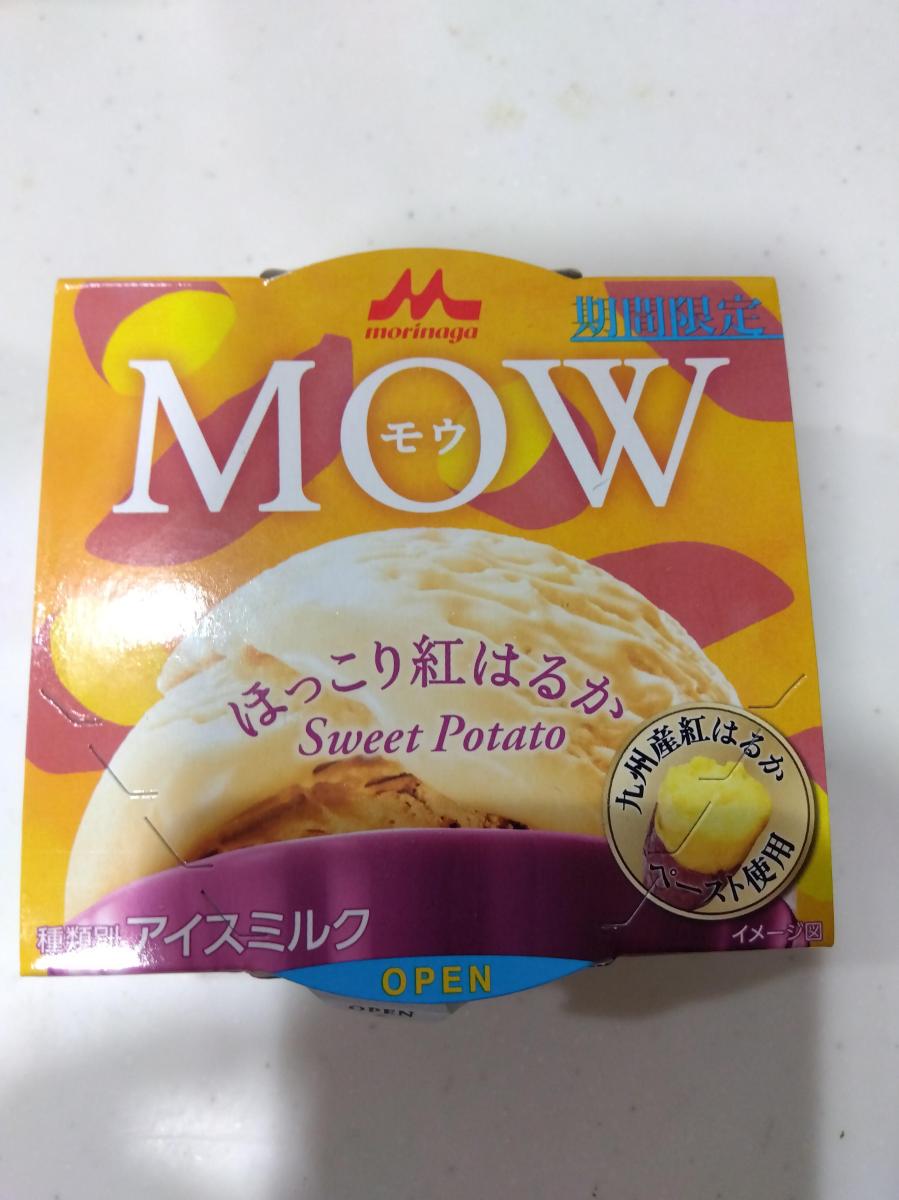 morinaga
期間限定
MOW
モウ
ほっこり紅はるか
Sweet Potato
九州産紅はるか
ペースト使用
種類別 アイスミルク
イメージ図
OPEN
OPEN